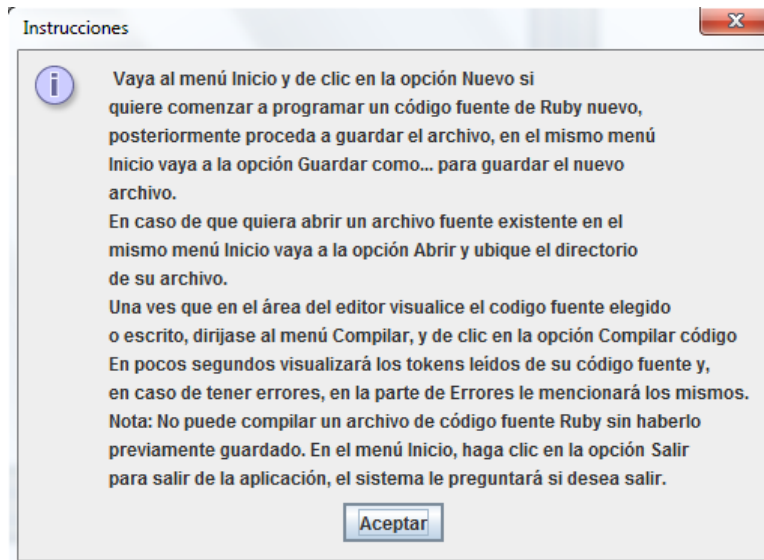 Instrucciones
Vaya al menú Inicio y de clic en la opción Nuevo si
quiere comenzar a programar un código fuente de Ruby nuevo,
posteriormente proceda a guardar el archivo, en el mismo menú
Inicio vaya a la opción Guardar como... para guardar el nuevo
archivo.
En caso de que quiera abrir un archivo fuente existente en el
mismo menú Inicio vaya a la opción Abrir y ubique el directorio
de su archivo.
Una ves que en el área del editor visualice el codigo fuente elegido
o escrito, dirijase al menú Compilar, y de clic en la opción Compilar código
En pocos segundos visualizará los tokens leídos de su código fuente y,
en caso de tener errores, en la parte de Errores le mencionará los mismos.
Nota: No puede compilar un archivo de código fuente Ruby sin haberlo
previamente guardado. En el menú Inicio, haga clic en la opción Salir
para salir de la aplicación, el sistema le preguntará si desea salir.
Aceptar